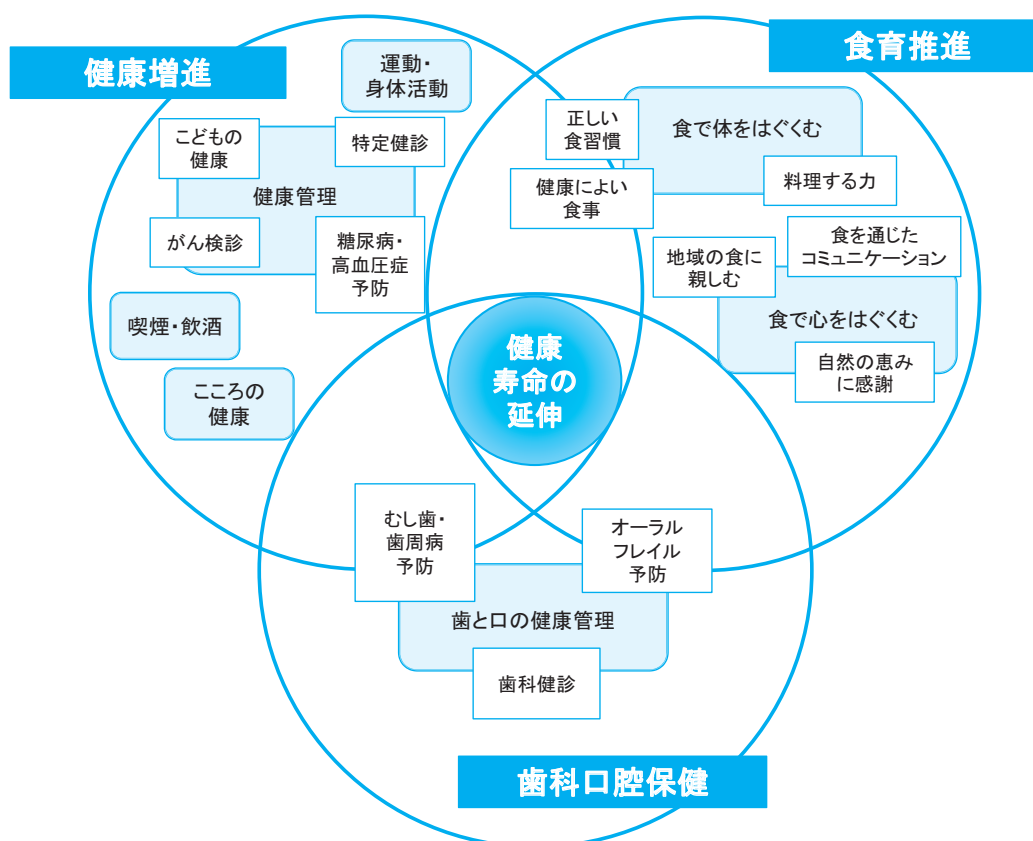 健康増進
運動・
身体活動
こどもの
健康
特定健診
健康管理
がん検診
糖尿病・
高血圧症
予防
喫煙・飲酒
こころの
健康
食育推進
正しい
食習慣
食で体をはぐくむ
健康によい
食事
料理する力
地域の食に
親しむ
食を通じた
コミュニケーション
食で心をはぐくむ
自然の恵み
に感謝
健康
寿命の
延伸
むし歯・
歯周病
予防
オーラル
フレイル
予防
歯と口の健康管理
歯科健診
歯科口腔保健